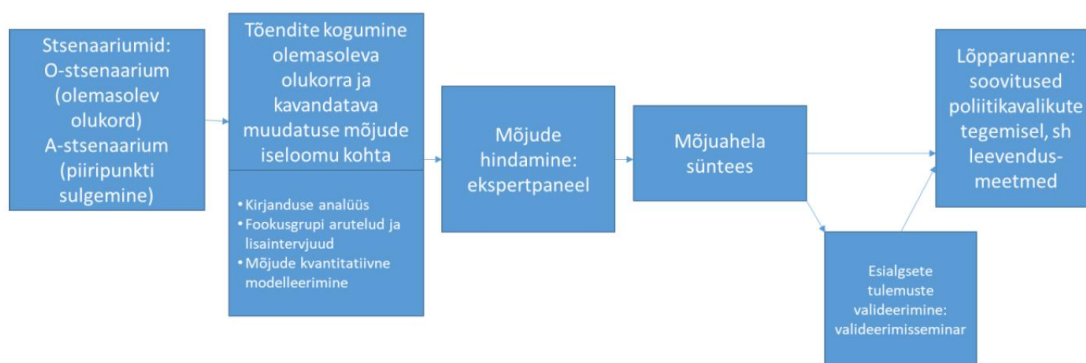 Stsenaariumid:
O-stsenaarium
(olemasolev
olukord)
A-stsenaarium
(piiripunkti
sulgemine)
Tõendite kogumine
olemasoleva
olukorra ja
kavandatava
muudatuse mõjude
iseloomu kohta
•Kirjanduse analüüs
•Fookusgrupi arutelud ja
lisaintervjuud
•Mõjude kvantitatiivne
modelleerimine
Mõjude
hindamine:
ekspertpaneel
Mõjuahela
süntees
Esialgsete
tulemuste
valideerimine:
valideerimisseminar
Lõpparuanne:
soovitused
poliitikavalikute
tegemisel, sh
leevendus-
meetmed